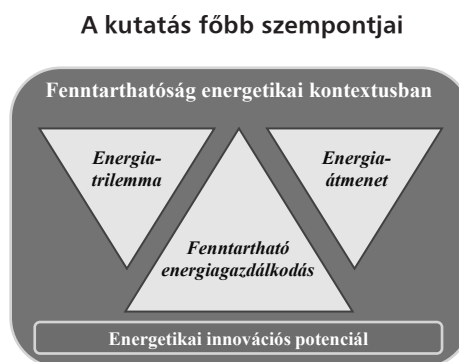 A kutatás főbb szempontjai
Fenntarthatóság energetikai kontextusban
Energia-
trilemma
Energia-
átmenet
Fenntartható
energiagazdálkodás
Energetikai innovációs potenciál